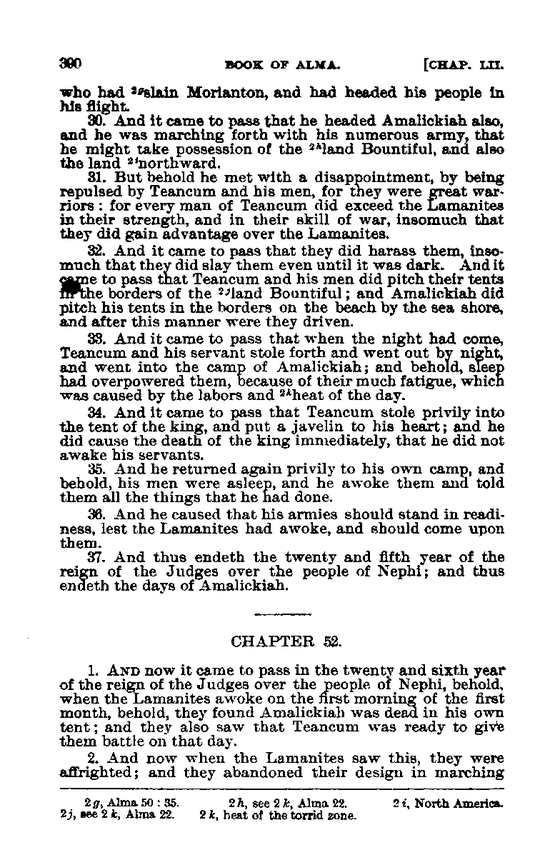 390 BOOK OF ALMA. [CHAP. LII.
who had ²ᵍslain Morianton, and had headed his people in
his flight.
30. And it came to pass that he headed Amalickiah also,
and he was marching forth with his numerous army, that
he might take possession of the ²ʰland Bountiful, and also
the land ²ⁱnorthward.
31. But behold he met with a disappointment, by being
repulsed by Teancum and his men, for they were great war-
riors: for every man of Teancum did exceed the Lamanites
in their strength, and in their skill of war, insomuch that
they did gain advantage over the Lamanites.
32. And it came to pass that they did harass them, inso-
much that they did slay them even until it was dark. And it
came to pass that Teancum and his men did pitch their tents
in the borders of the ²ʲland Bountiful; and Amalickiah did
pitch his tents in the borders on the beach by the sea shore,
and after this manner were they driven.
33. And it came to pass that when the night had come,
Teancum and his servant stole forth and went out by night,
and went into the camp of Amalickiah; and behold, sleep
had overpowered them, because of their much fatigue, which
was caused by the labors and ²ᵏheat of the day.
34. And it came to pass that Teancum stole privily into
the tent of the king, and put a javelin to his heart; and he
did cause the death of the king immediately, that he did not
awake his servants.
35. And he returned again privily to his own camp, and
behold, his men were asleep, and he awoke them and told
them all the things that he had done.
36. And he caused that his armies should stand in readi-
ness, lest the Lamanites had awoke, and should come upon
them.
37. And thus endeth the twenty and fifth year of the
reign of the Judges over the people of Nephi; and thus
endeth the days of Amalickiah.
CHAPTER 52.
1. AND now it came to pass in the twenty and sixth year
of the reign of the Judges over the people of Nephi, behold,
when the Lamanites awoke on the first morning of the first
month, behold, they found Amalickiah was dead in his own
tent; and they also saw that Teancum was ready to give
them battle on that day.
2. And now when the Lamanites saw this, they were
affrighted; and they abandoned their design in marching
2g, Alma 50:35. 2h, see 2k, Alma 22. 2i, North America.
2j, see 2k, Alma 22. 2k, heat of the torrid zone.